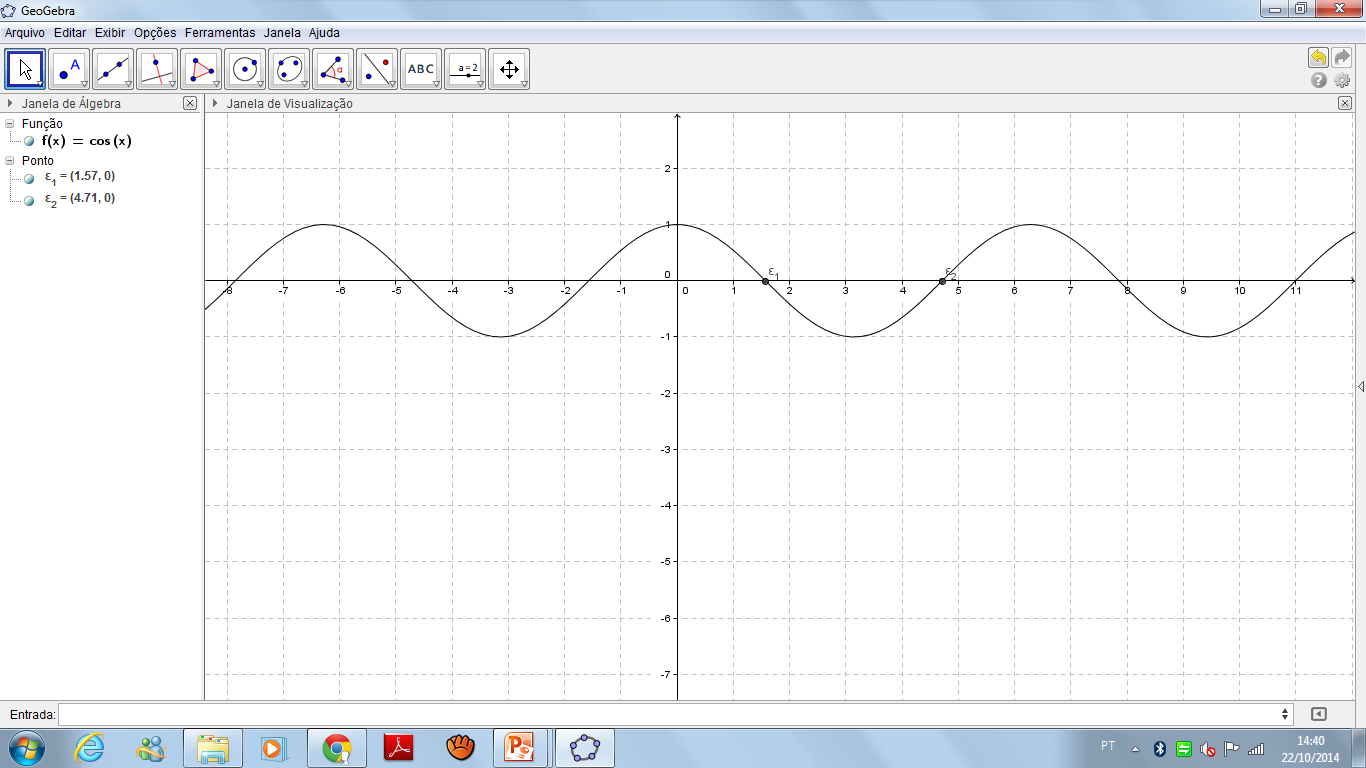 GeoGebra
Arquivo Editar Exibir Opções Ferramentas Janela Ajuda
A
α
ABC
a=2
Janela de Álgebra
Janela de Visualização
Função
f(x) = cos (x)
Ponto
ε1 = (1.57, 0)
ε2 = (4.71, 0)
2
1
0
ε1
ε2
-8 -7 -6 -5 -4 -3 -2 -1 0 1 2 3 4 5 6 7 8 9 10 11
-1
-2
-3
-4
-5
-6
-7
Entrada:
PT
14:40
22/10/2014